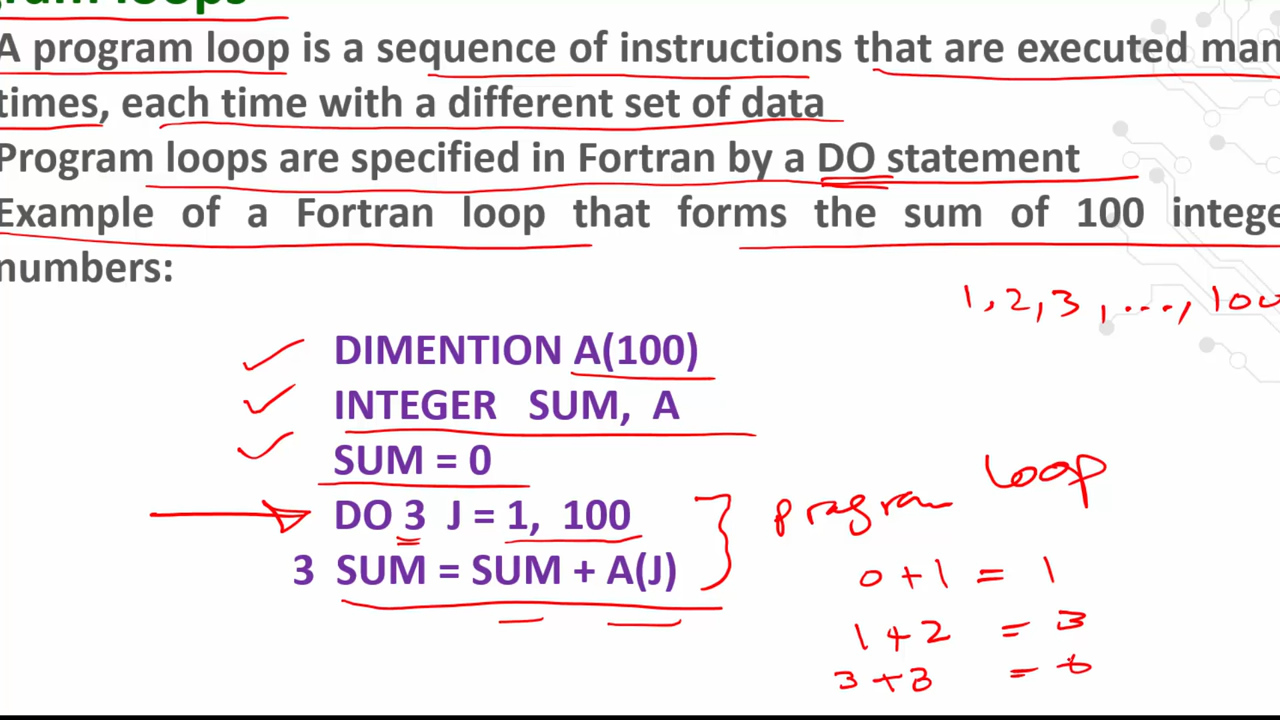 gram loops
A program loop is a sequence of instructions that are executed man
times, each time with a different set of data
Program loops are specified in Fortran by a DO statement
Example of a Fortran loop that forms the sum of 100 intege
numbers:
1, 2, 3, ..., 100
DIMENTION A(100)
INTEGER SUM, A
SUM = 0
DO 3 J = 1, 100
3 SUM = SUM + A(J)
program loop
0 + 1 = 1
1 + 2 = 3
3 + 3 = 6